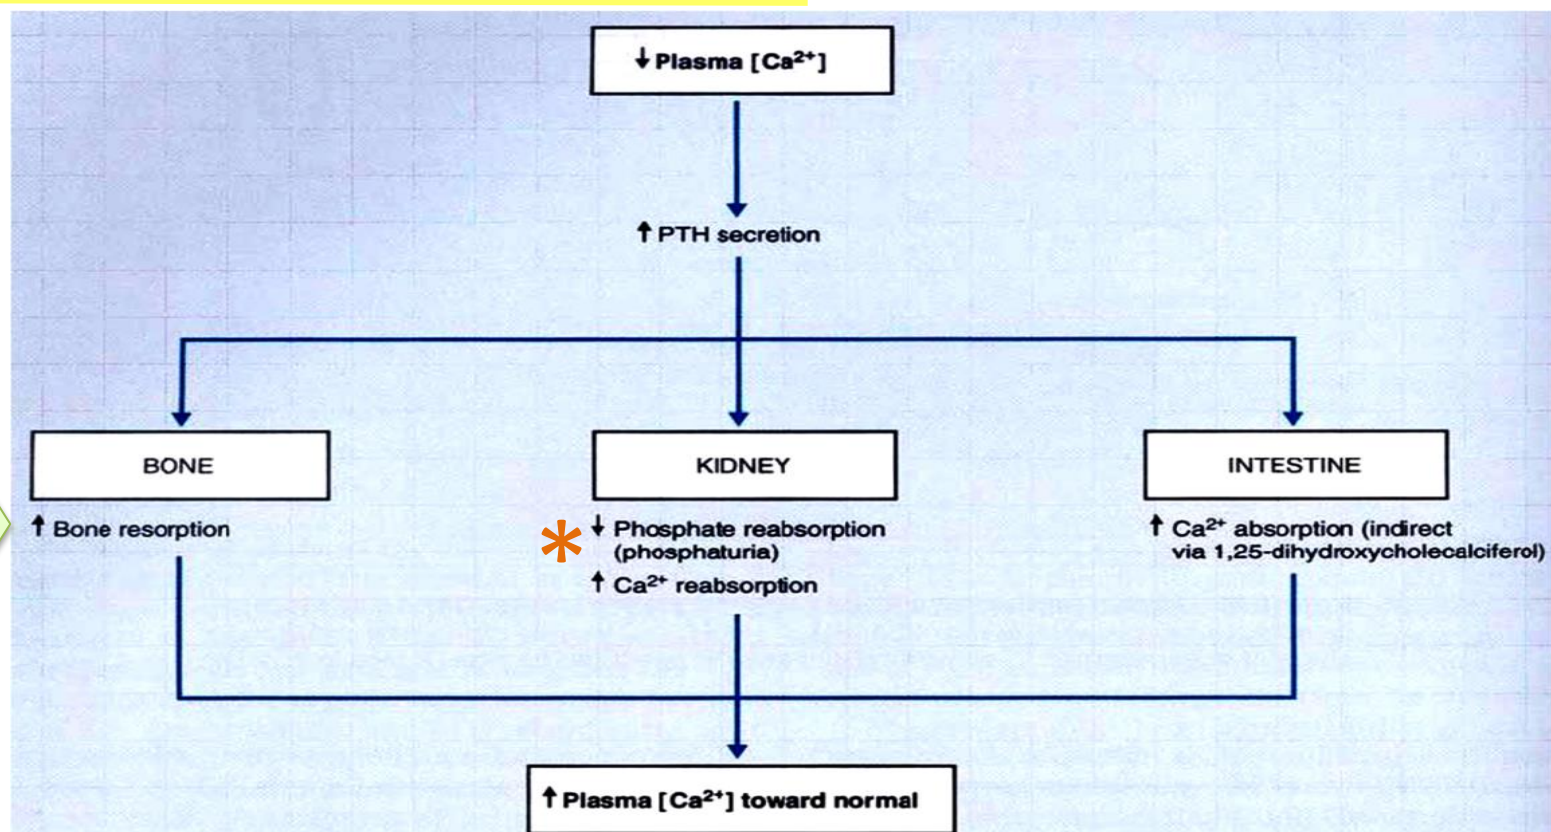 ↓ Plasma [Ca²⁺]
↑ PTH secretion
BONE
↑ Bone resorption
KIDNEY
* ↓ Phosphate reabsorption
(phosphaturia)
↑ Ca²⁺ reabsorption
INTESTINE
↑ Ca²⁺ absorption (indirect
via 1,25-dihydroxycholecalciferol)
↑ Plasma [Ca²⁺] toward normal